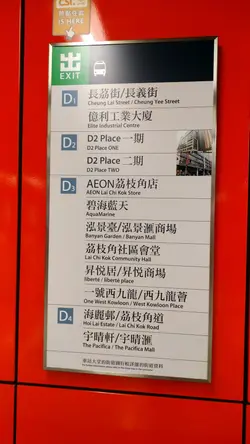 IS HERE
出
EXIT
D1 長荔街/長義街
Cheung Lai Street / Cheung Yee Street
億利工業大廈
Elite Industrial Centre
D2 D2 Place 一期
D2 Place ONE
D2 Place 二期
D2 Place TWO
D3 AEON荔枝角店
AEON Lai Chi Kok Store
碧海藍天
AquaMarine
泓景臺/泓景滙商場
Banyan Garden / Banyan Mall
荔枝角社區會堂
Lai Chi Kok Community Hall
昇悅居/昇悅商場
liberté / liberté place
一號西九龍/西九龍薈
One West Kowloon / West Kowloon Place
D4 海麗邨/荔枝角道
Hoi Lai Estate / Lai Chi Kok Road
宇晴軒/宇晴滙
The Pacifica / The Pacifica Mall